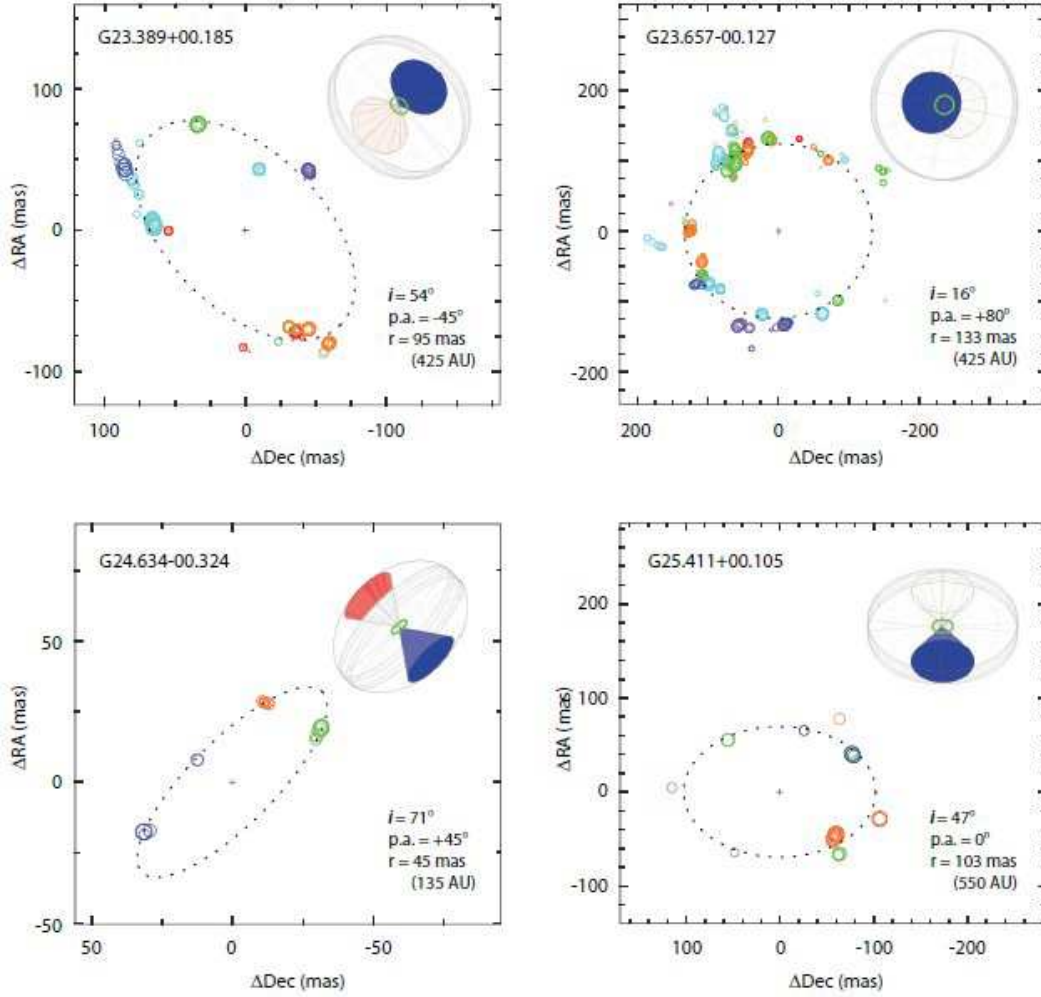 G23.389+00.185
100
0
-100
ΔRA (mas)
i = 54°
p.a. = -45°
r = 95 mas
(425 AU)
100
0
-100
ΔDec (mas)
G23.657-00.127
200
100
0
-100
-200
ΔRA (mas)
i = 16°
p.a. = +80°
r = 133 mas
(425 AU)
200
0
-200
ΔDec (mas)
G24.634-00.324
50
0
-50
ΔRA (mas)
i = 71°
p.a. = +45°
r = 45 mas
(135 AU)
50
0
-50
ΔDec (mas)
G25.411+00.105
200
100
0
-100
ΔRA (mas)
i = 47°
p.a. = 0°
r = 103 mas
(550 AU)
100
0
-100
-200
ΔDec (mas)